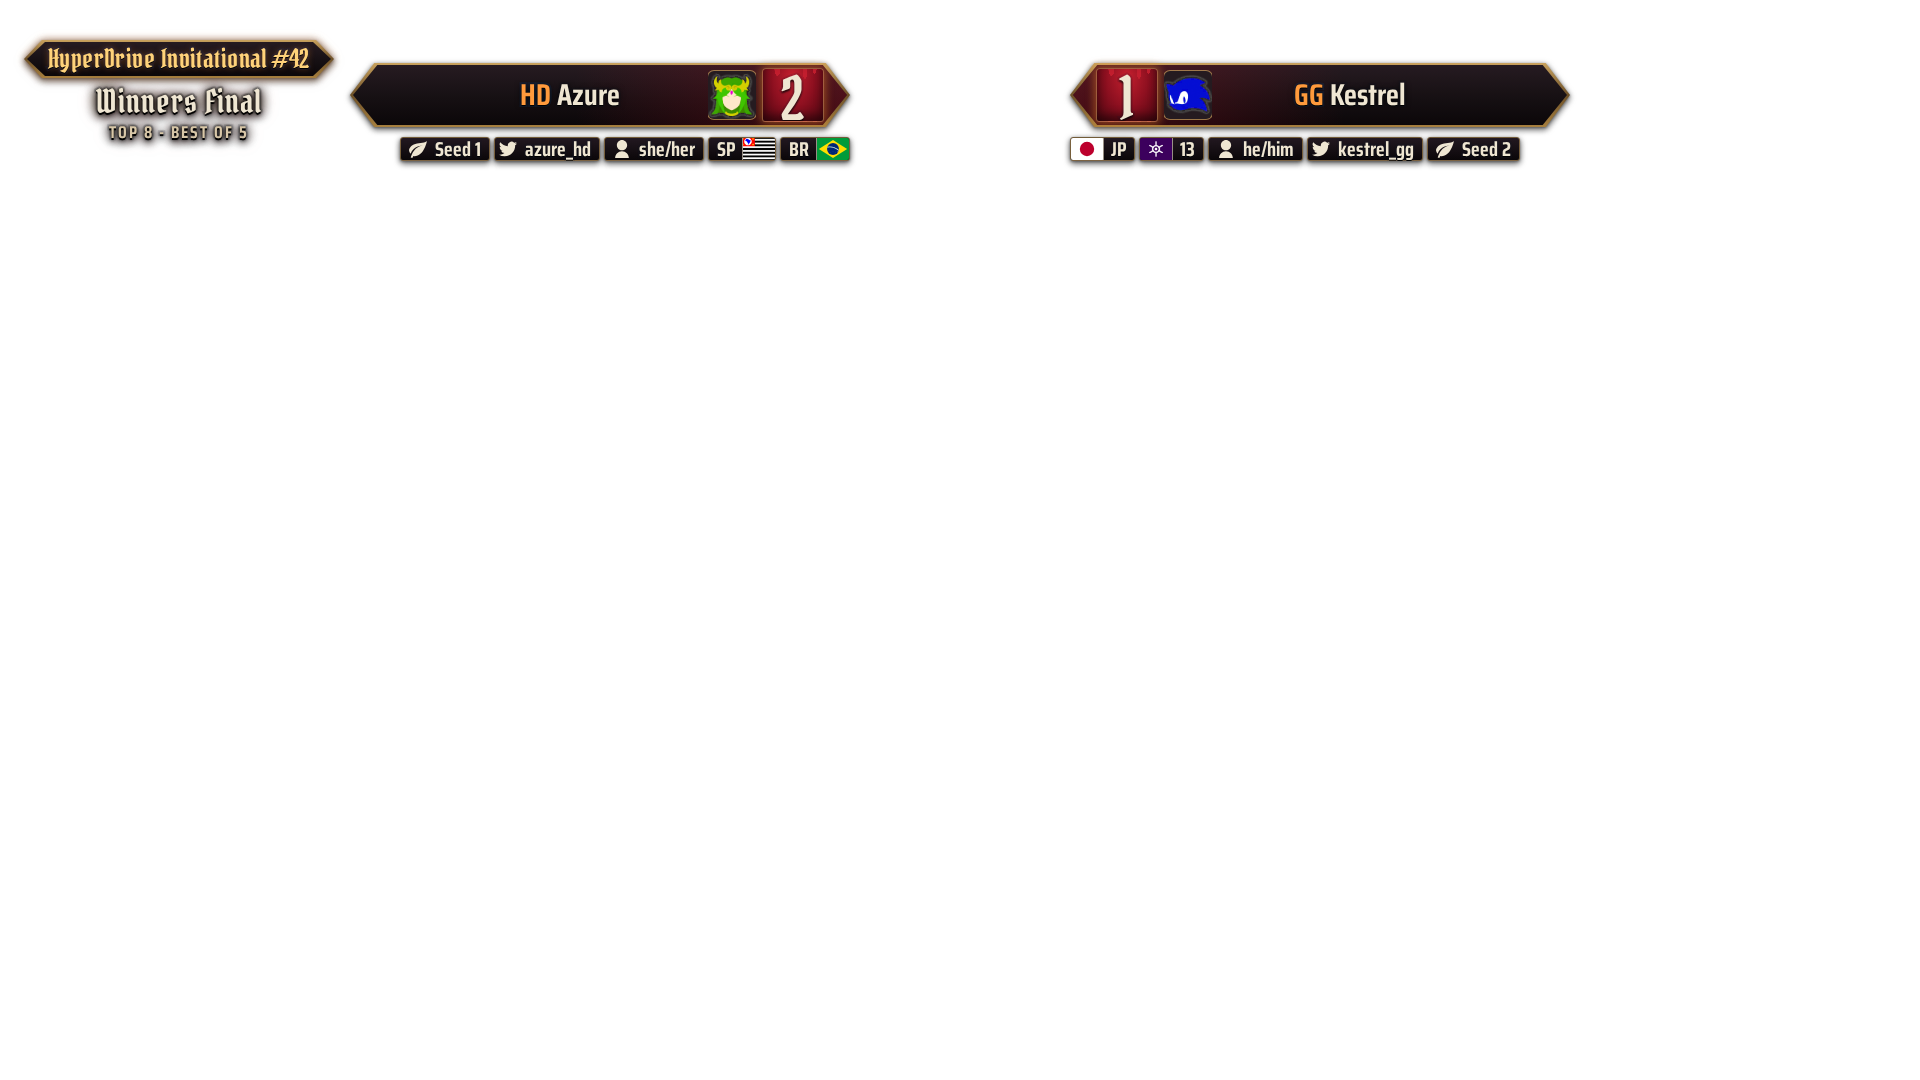 HyperDrive Invitational #42
Winners Final
TOP 8 - BEST OF 5
HD Azure 2
Seed 1 azure_hd she/her SP BR
1 GG Kestrel
JP 13 he/him kestrel_gg Seed 2